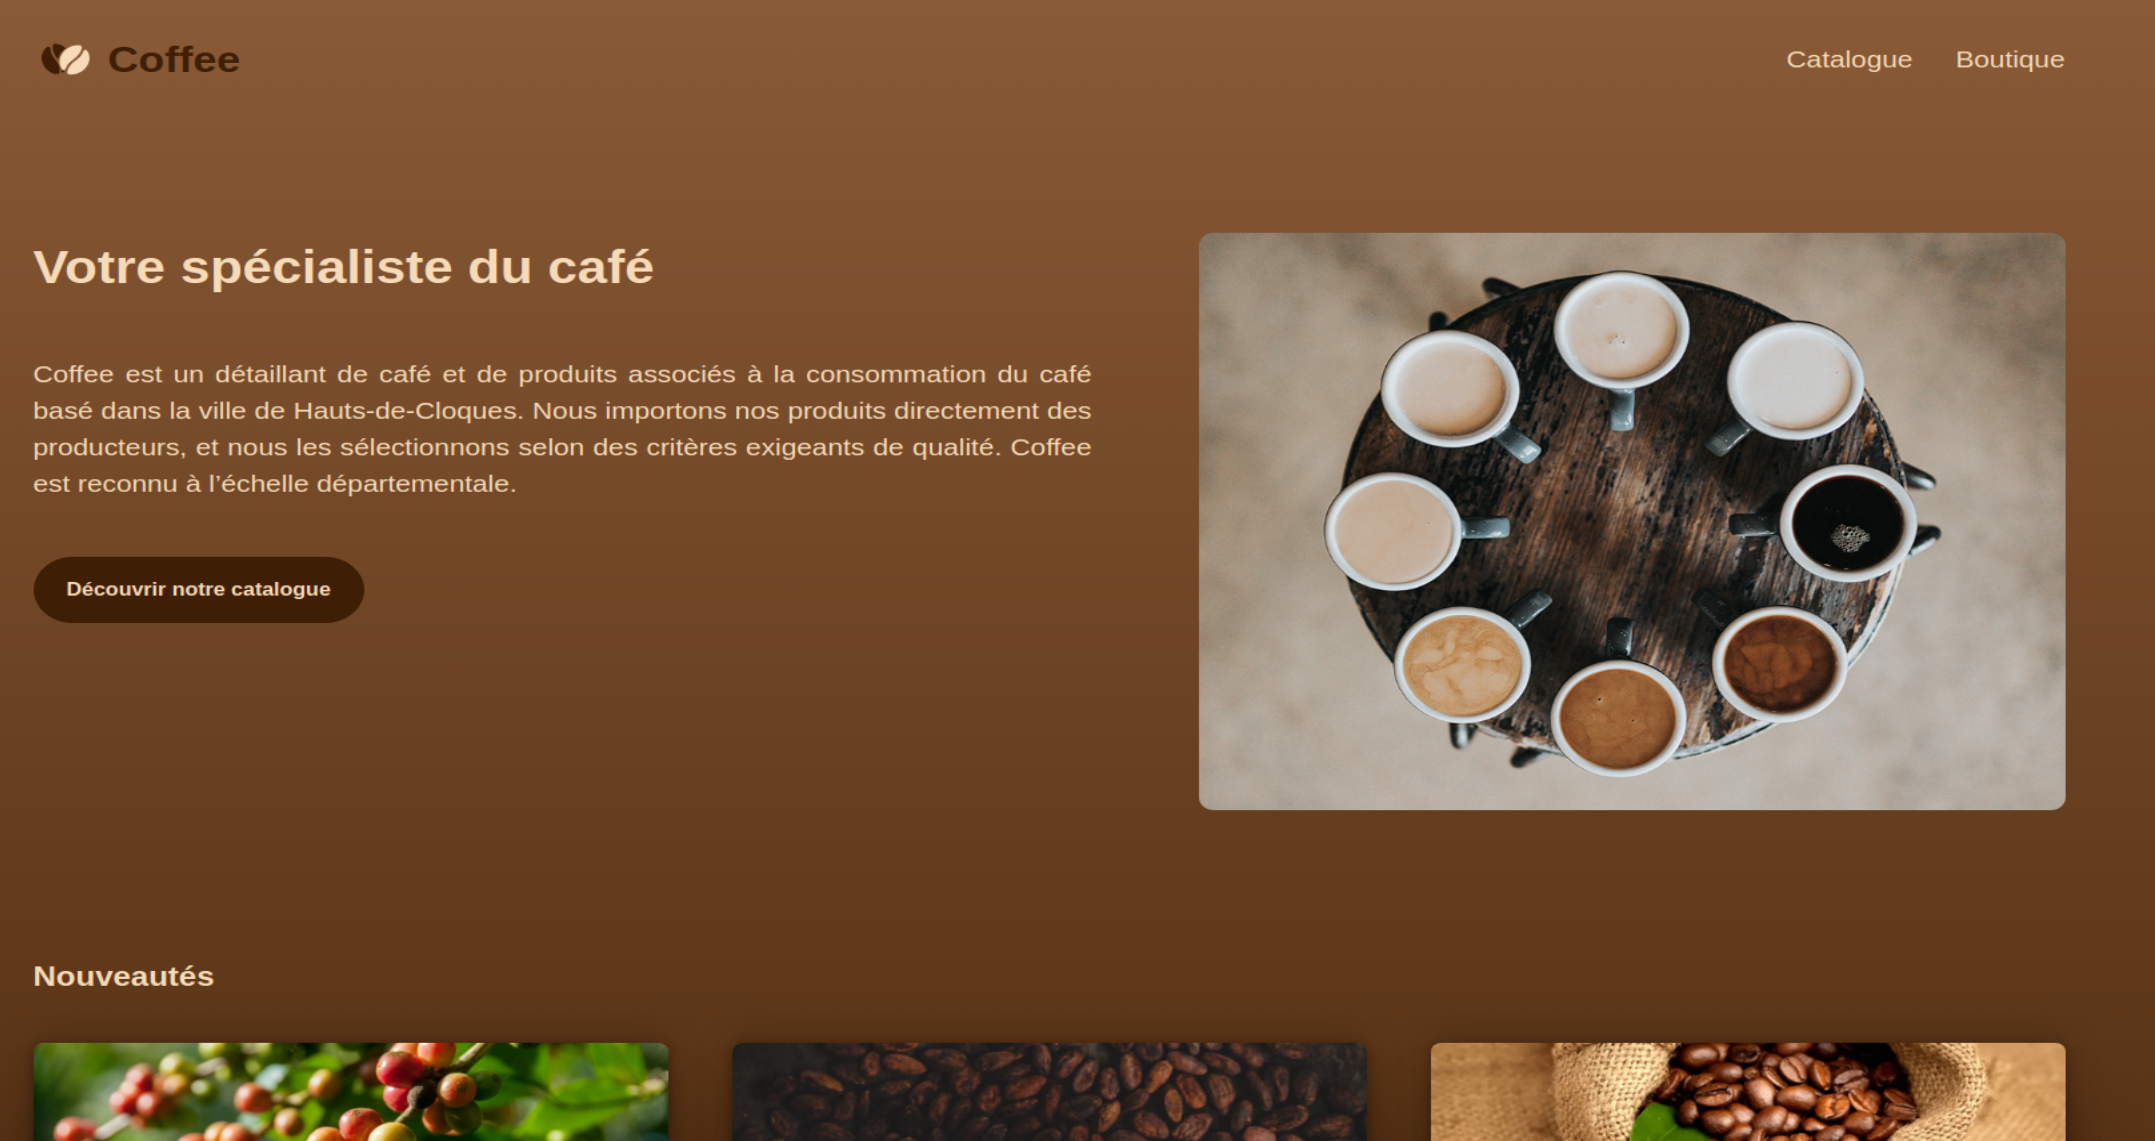 Coffee
Catalogue
Boutique
Votre spécialiste du café
Coffee est un détaillant de café et de produits associés à la consommation du café
basé dans la ville de Hauts-de-Cloques. Nous importons nos produits directement des
producteurs, et nous les sélectionnons selon des critères exigeants de qualité. Coffee
est reconnu à l’échelle départementale.
Découvrir notre catalogue
Nouveautés